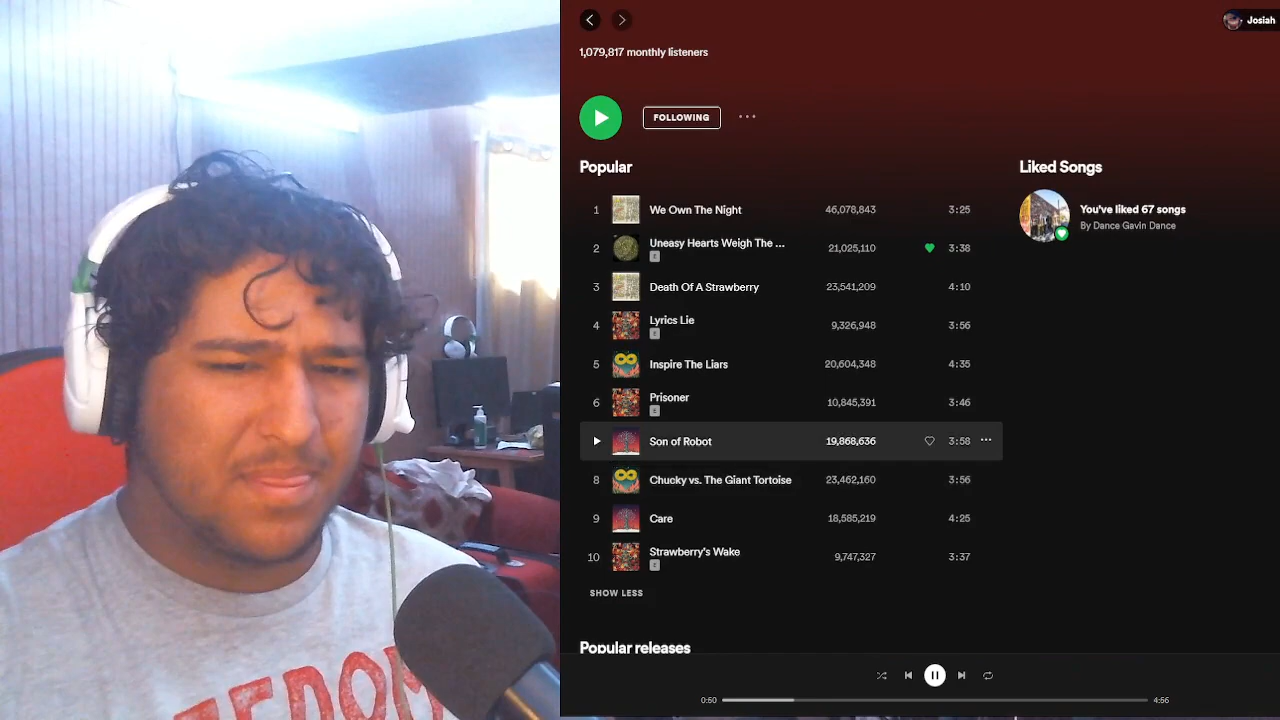 Josiah
1,079,817 monthly listeners
FOLLOWING
Popular
Liked Songs
1 We Own The Night 46,078,843 3:25
You've liked 67 songs
By Dance Gavin Dance
2 Uneasy Hearts Weigh The ... 21,025,110 3:38
E
3 Death Of A Strawberry 23,541,209 4:10
4 Lyrics Lie 9,326,948 3:56
E
5 Inspire The Liars 20,604,348 4:35
6 Prisoner 10,845,391 3:46
E
Son of Robot 19,868,636 3:58
8 Chucky vs. The Giant Tortoise 23,462,160 3:56
9 Care 18,585,219 4:25
10 Strawberry's Wake 9,747,327 3:37
E
SHOW LESS
Popular releases
0:50 4:56